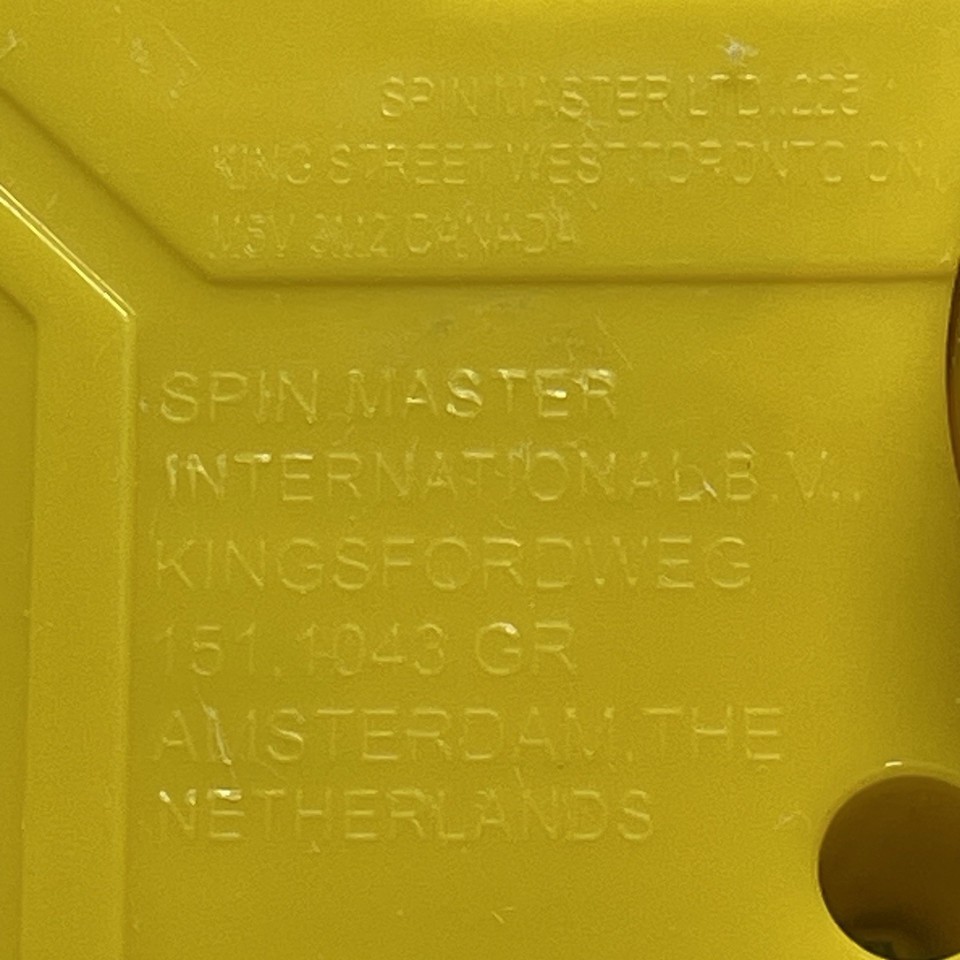 SPIN MASTER LTD., 225
KING STREET WEST, TORONTO ON
M5V 3M2 CANADA
SPIN MASTER
INTERNATIONAL B.V.,
KINGSFORDWEG
151, 1043 GR
AMSTERDAM, THE
NETHERLANDS